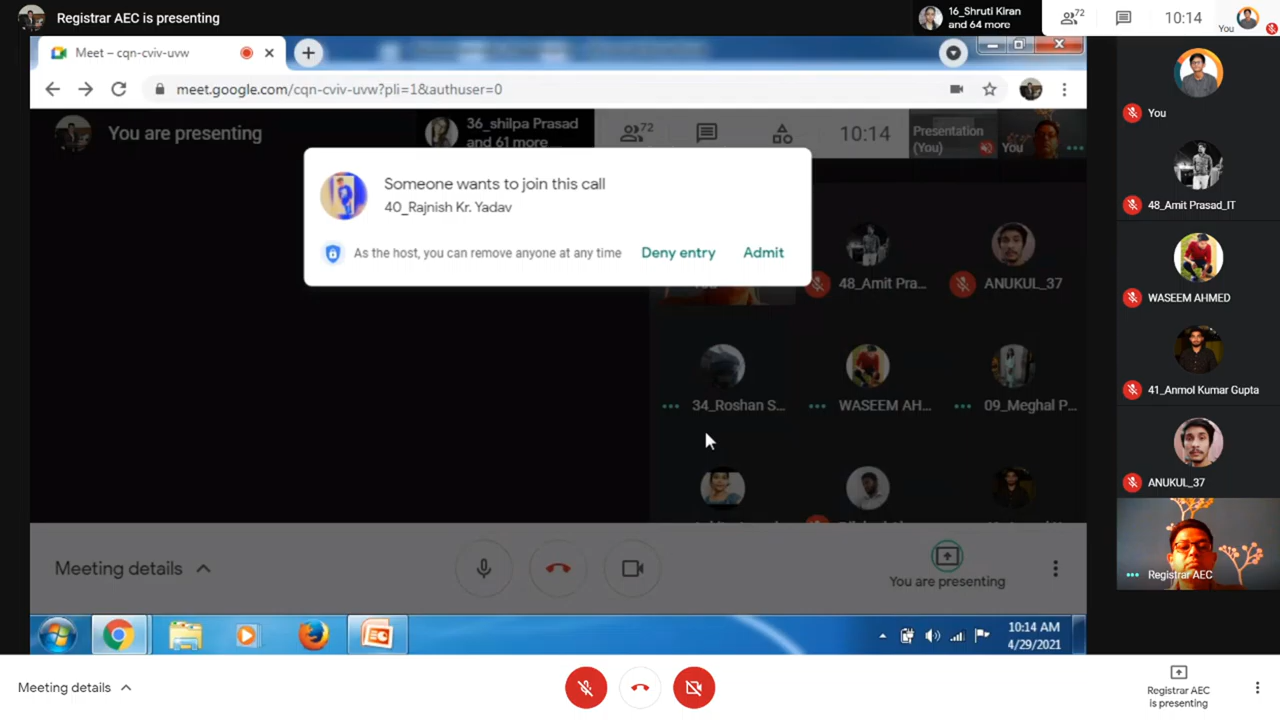 Registrar AEC is presenting
16_Shruti Kiran
and 64 more
72
10:14
You
Meet – cqn-cviv-uvw
meet.google.com/cqn-cviv-uvw?pli=1&authuser=0
You are presenting
36_shilpa Prasad
and 61 more
72
10:14
Presentation
(You)
You
Someone wants to join this call
40_Rajnish Kr. Yadav
As the host, you can remove anyone at any time
Deny entry
Admit
48_Amit Pra...
ANUKUL_37
34_Roshan S...
WASEEM AH...
09_Meghal P...
Meeting details
You are presenting
10:14 AM
4/29/2021
You
48_Amit Prasad_IT
WASEEM AHMED
41_Anmol Kumar Gupta
ANUKUL_37
Registrar AEC
Meeting details
Registrar AEC
is presenting